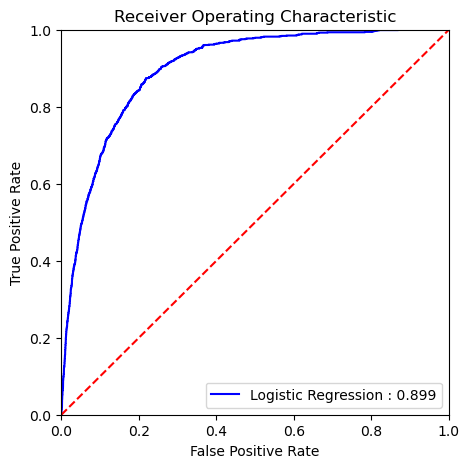 Receiver Operating Characteristic
True Positive Rate
1.0
0.8
0.6
0.4
0.2
0.0
Logistic Regression : 0.899
0.0 0.2 0.4 0.6 0.8 1.0
False Positive Rate